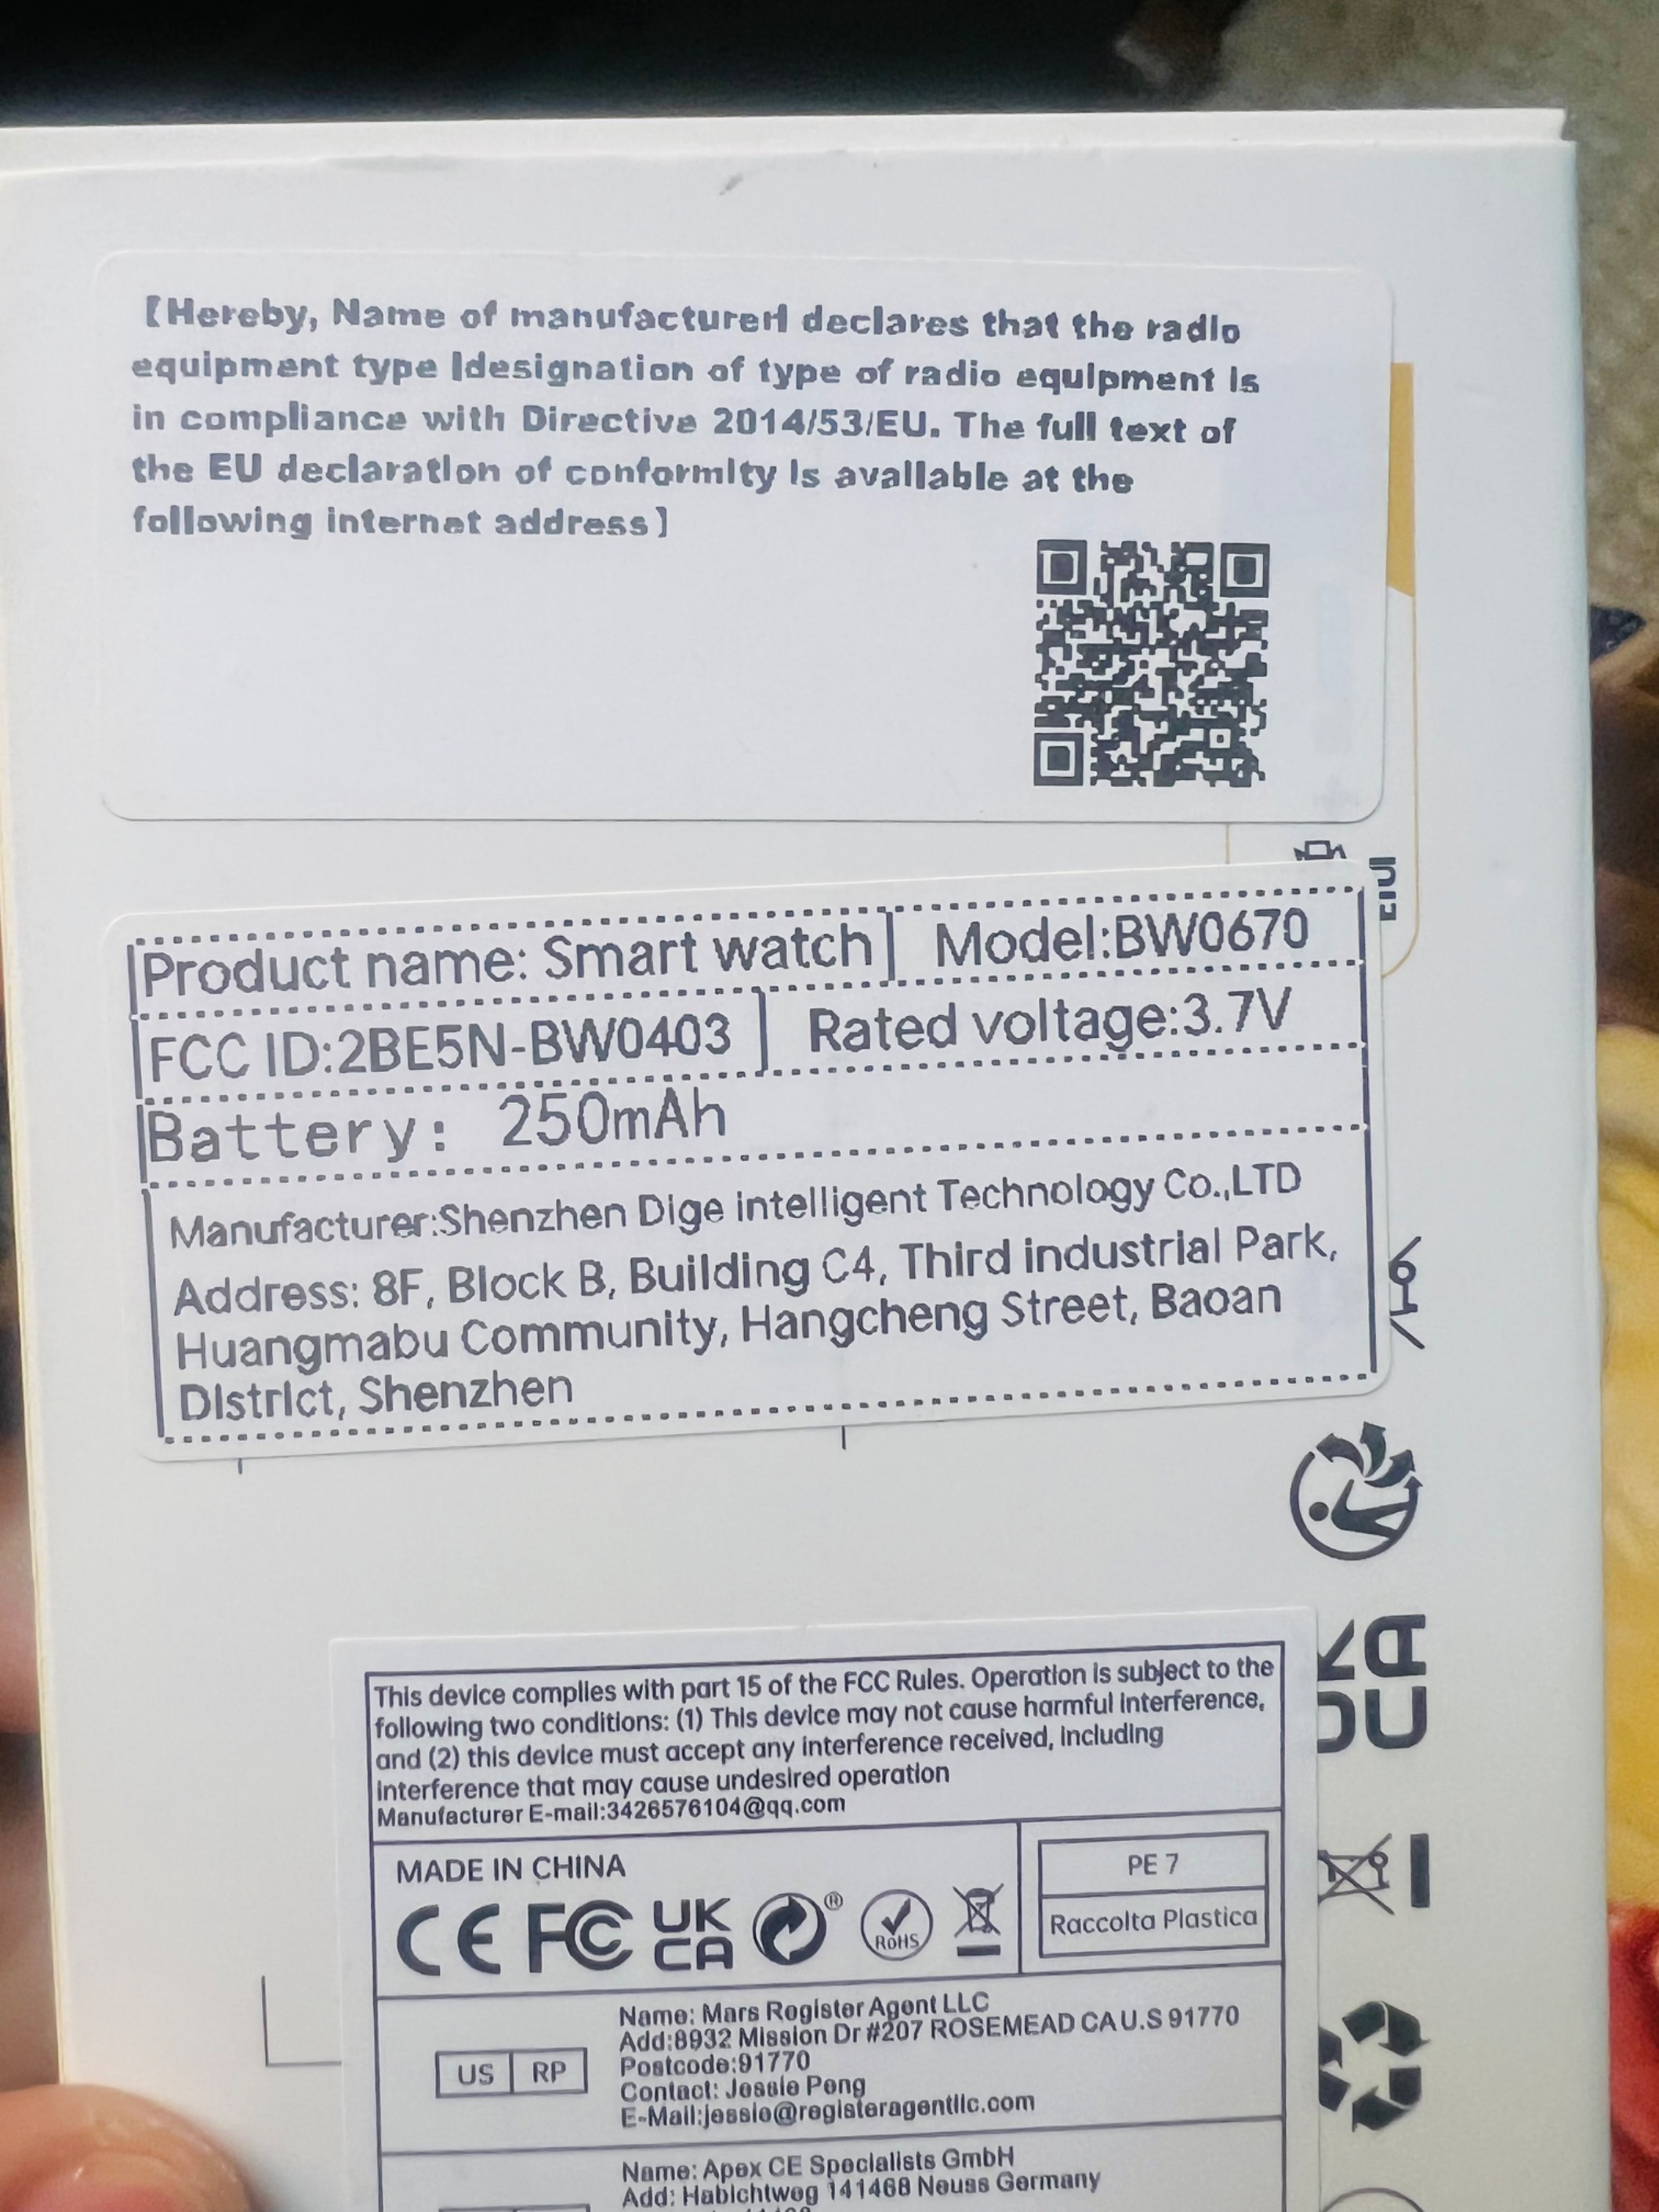 【Hereby, Name of manufacturerl declares that the radio
equipment type ldesignation of type of radio equipment is
in compliance with Directive 2014/53/EU. The full text of
the EU declaration of conformity is available at the
following internet address】
Product name: Smart watch Model:BW0670
FCC ID:2BE5N-BW0403 Rated voltage:3.7V
Battery: 250mAh
Manufacturer:Shenzhen Dige intelligent Technology Co.,LTD
Address: 8F, Block B, Building C4, Third industrial Park,
Huangmabu Community, Hangcheng Street, Baoan
District, Shenzhen
This device complies with part 15 of the FCC Rules. Operation is subject to the
following two conditions: (1) This device may not cause harmful interference,
and (2) this device must accept any interference received, including
interference that may cause undesired operation
Manufacturer E-mail:3426576104@qq.com
MADE IN CHINA
CE FC UK CA ® RoHS
PE 7
Raccolta Plastica
US RP
Name: Mars Register Agent LLC
Add:8932 Mission Dr #207 ROSEMEAD CA U.S 91770
Postcode:91770
Contact: Jessie Peng
E-Mail:jessie@registeragentllc.com
Name: Apex CE Specialists GmbH
Add: Habichtweg 141468 Neuss Germany
UK
CA